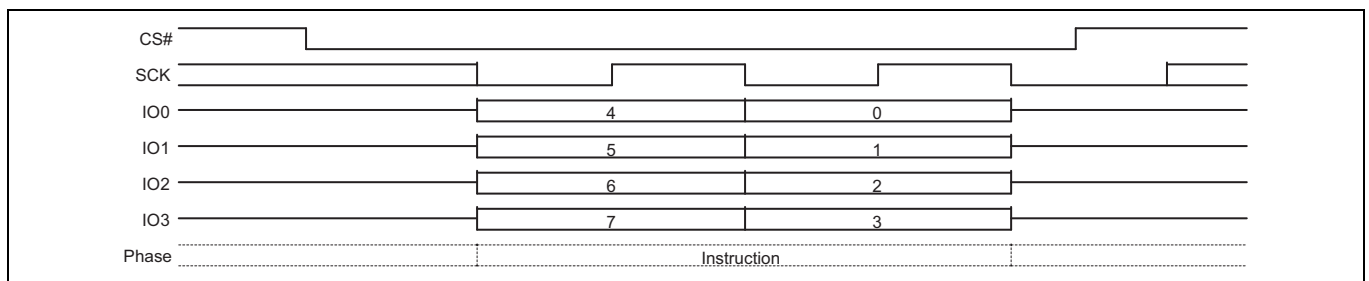 CS#
SCK
IO0 4 0
IO1 5 1
IO2 6 2
IO3 7 3
Phase Instruction